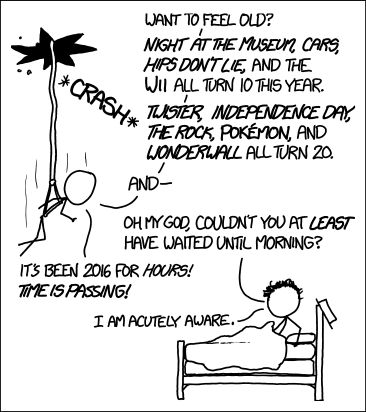 WANT TO FEEL OLD?
NIGHT AT THE MUSEUM, CARS,
HIPS DON'T LIE, AND THE
WII ALL TURN 10 THIS YEAR.
*CRASH*
TWISTER, INDEPENDENCE DAY,
THE ROCK, POKÉMON, AND
WONDERWALL ALL TURN 20.
AND—
OH MY GOD, COULDN'T YOU AT LEAST
HAVE WAITED UNTIL MORNING?
IT'S BEEN 2016 FOR HOURS!
TIME IS PASSING!
I AM ACUTELY AWARE.